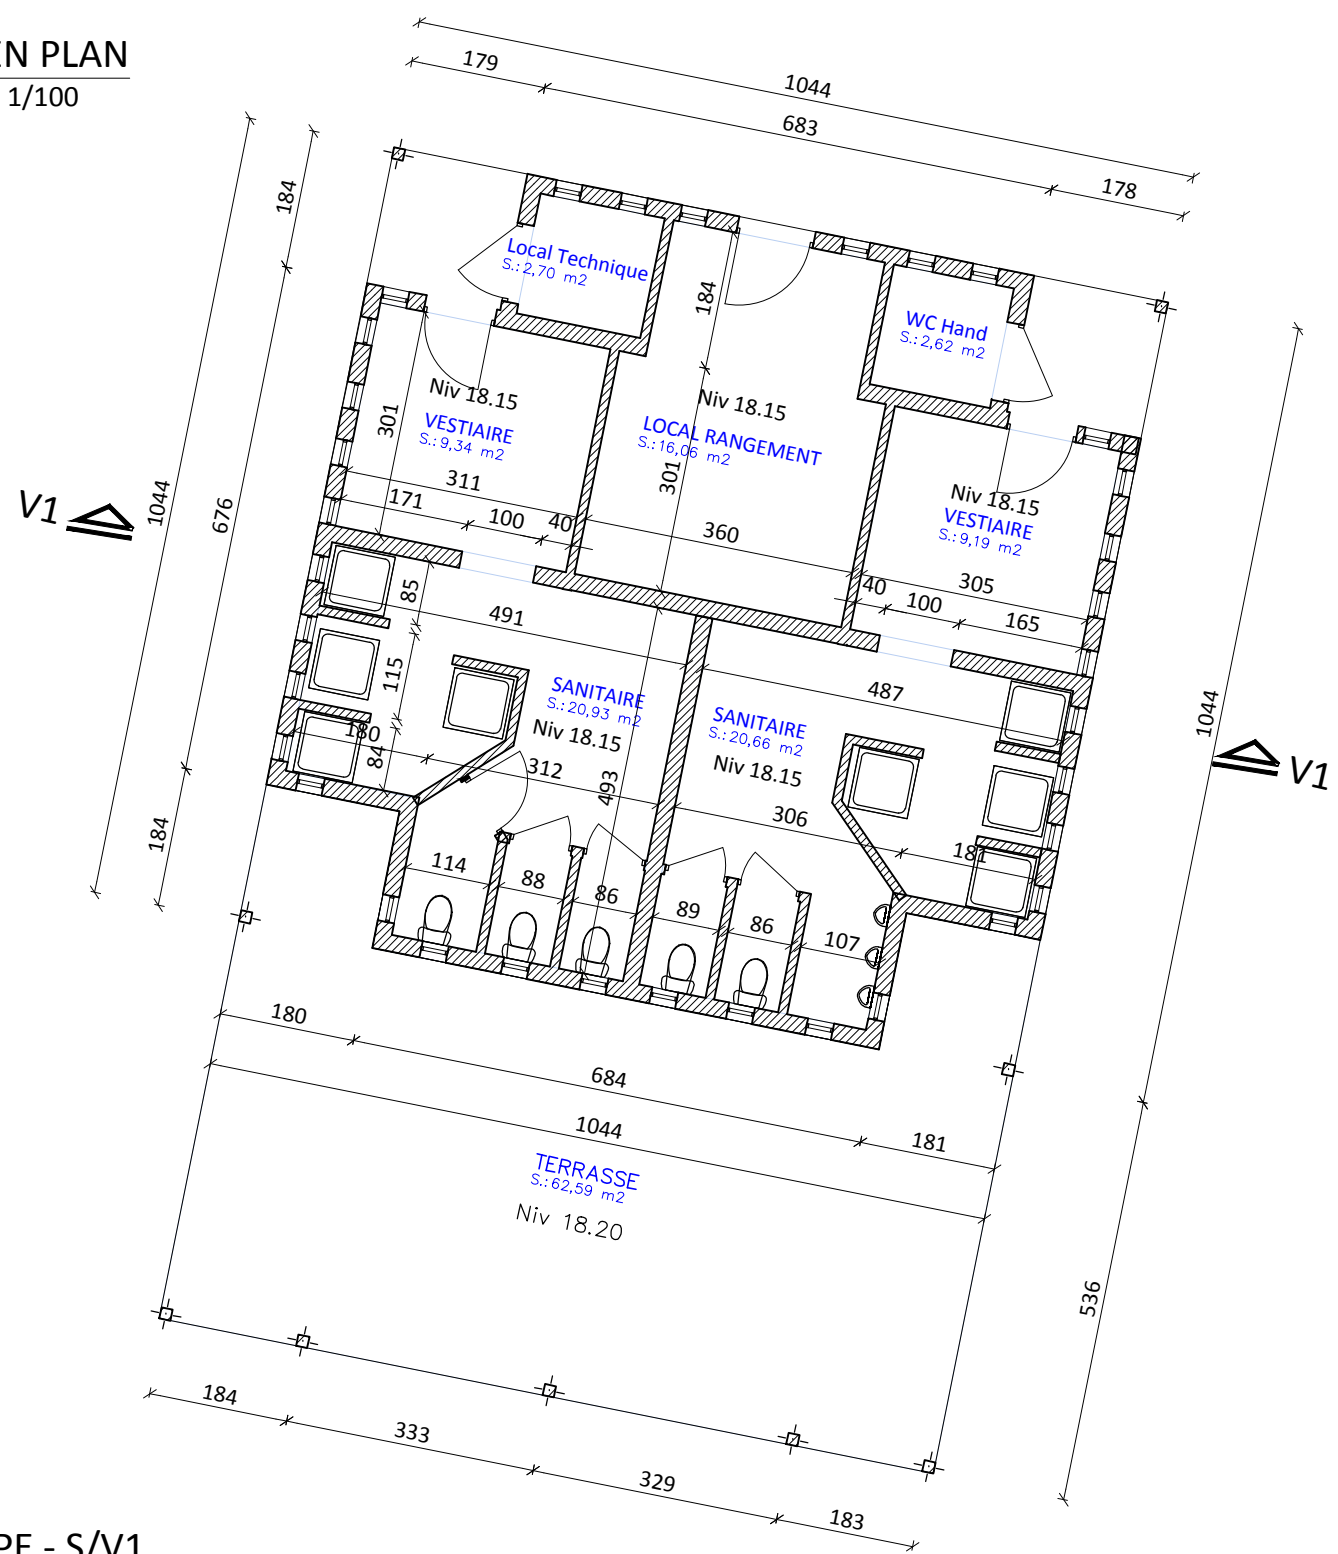 EN PLAN
1/100
1044
179
683
178
184
1044
676
184
184
Local Technique
S.:2,70 m2
WC Hand
S.:2,62 m2
Niv 18.15
VESTIAIRE
S.:9,34 m2
301
311
171
100
40
Niv 18.15
LOCAL RANGEMENT
S.:16,06 m2
301
360
Niv 18.15
VESTIAIRE
S.:9,19 m2
305
40
100
165
V1
V1
1044
536
85
115
84
180
491
SANITAIRE
S.:20,93 m2
Niv 18.15
312
493
487
SANITAIRE
S.:20,66 m2
Niv 18.15
306
181
114
88
86
89
86
107
180
684
181
1044
TERRASSE
S.:62,59 m2
Niv 18.20
184
333
329
183
PE - S/V1